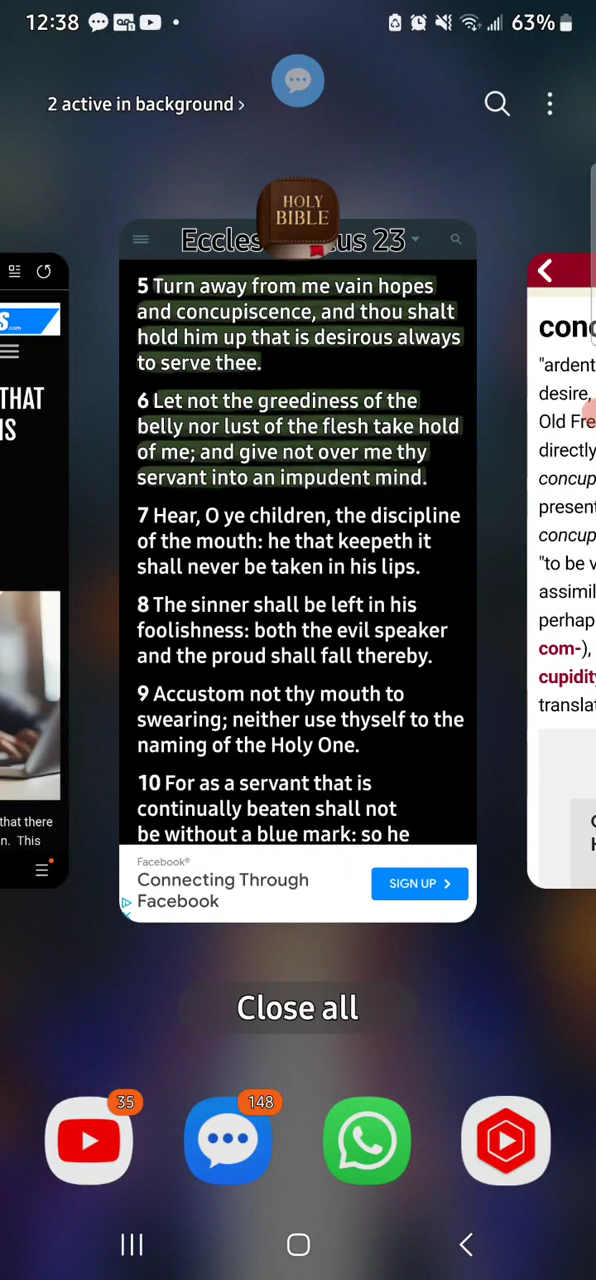 12:38
63%
2 active in background >
HOLY
BIBLE
Eccles us 23
5 Turn away from me vain hopes
and concupiscence, and thou shalt
hold him up that is desirous always
to serve thee.
6 Let not the greediness of the
belly nor lust of the flesh take hold
of me; and give not over me thy
servant into an impudent mind.
7 Hear, O ye children, the discipline
of the mouth: he that keepeth it
shall never be taken in his lips.
8 The sinner shall be left in his
foolishness: both the evil speaker
and the proud shall fall thereby.
9 Accustom not thy mouth to
swearing; neither use thyself to the
naming of the Holy One.
10 For as a servant that is
continually beaten shall not
be without a blue mark: so he
Facebook®
Connecting Through
Facebook
SIGN UP >
S.com
THAT
IS
that there
n. This
conc
"ardent
desire,
Old Fre
directly
concup
present
concup
"to be v
assimil
perhap
com-),
cupidity
translat
Close all
35
148